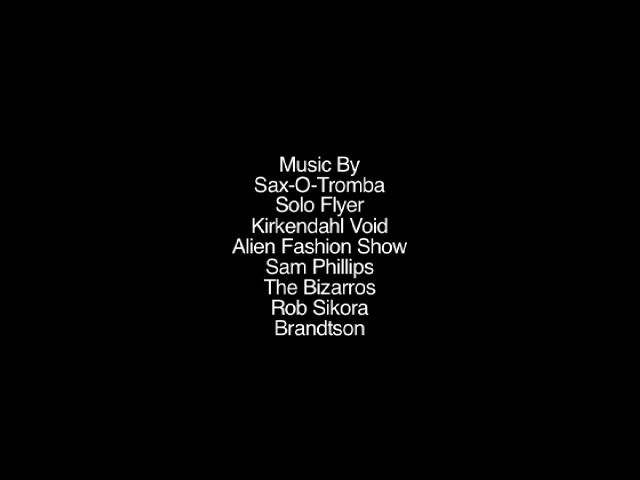 Music By
Sax-O-Tromba
Solo Flyer
Kirkendahl Void
Alien Fashion Show
Sam Phillips
The Bizarros
Rob Sikora
Brandtson